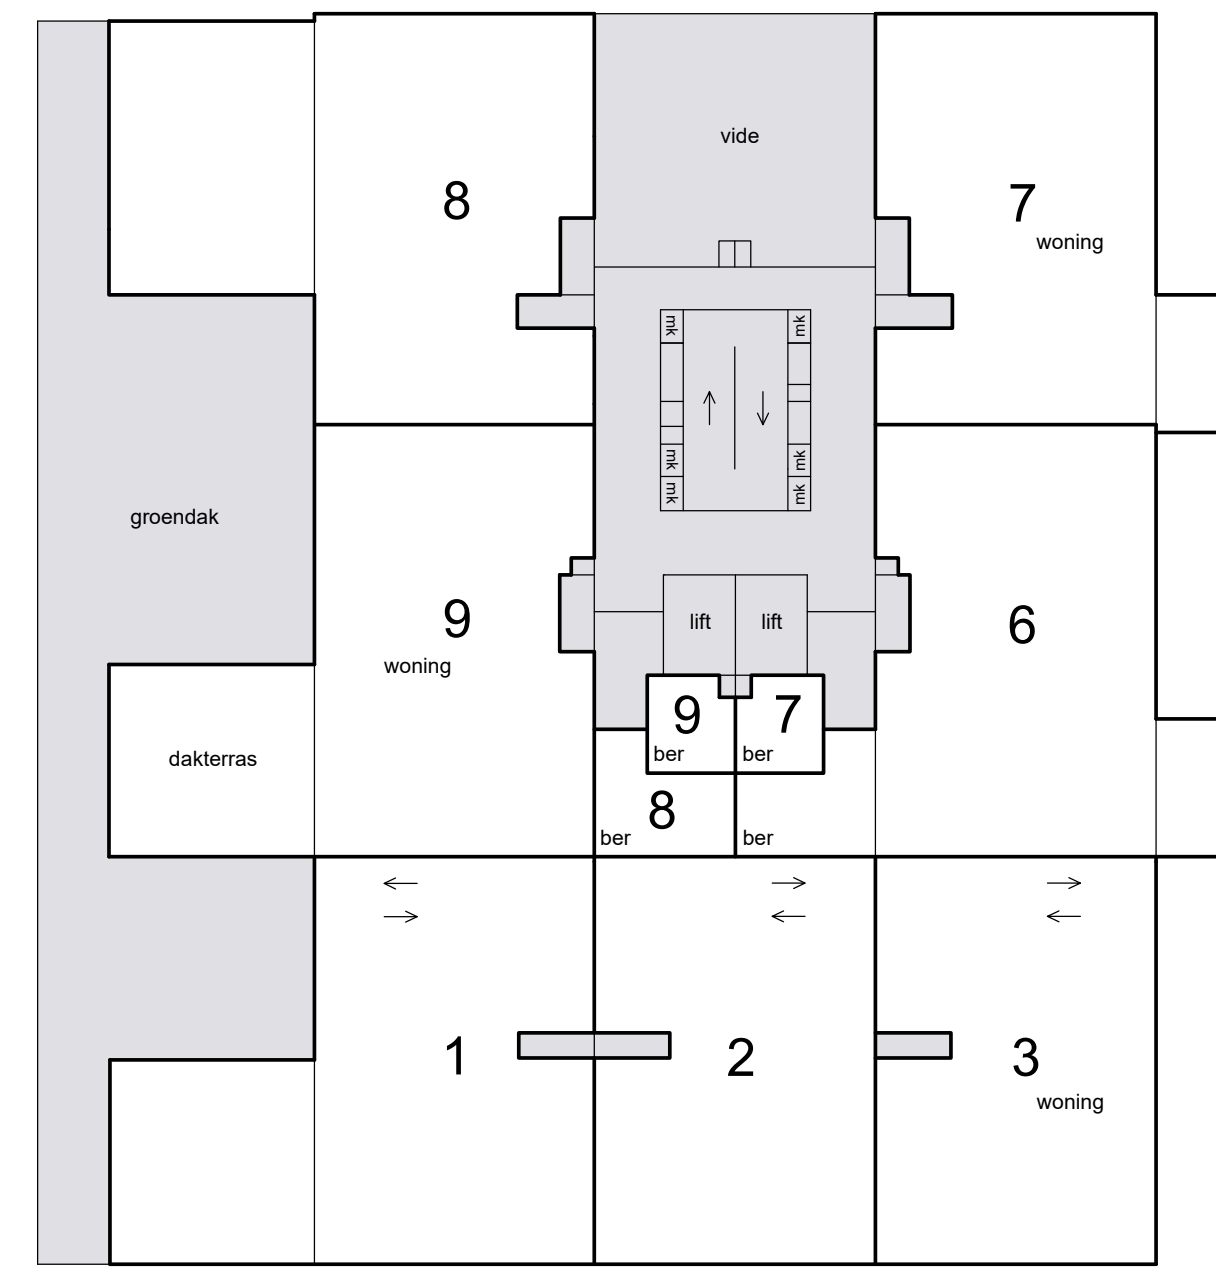 vide
8
7
woning
mk
mk
mk
mk
mk
mk
groendak
9
woning
lift
lift
6
9
ber
7
ber
dakterras
8
ber
ber
1
2
3
woning